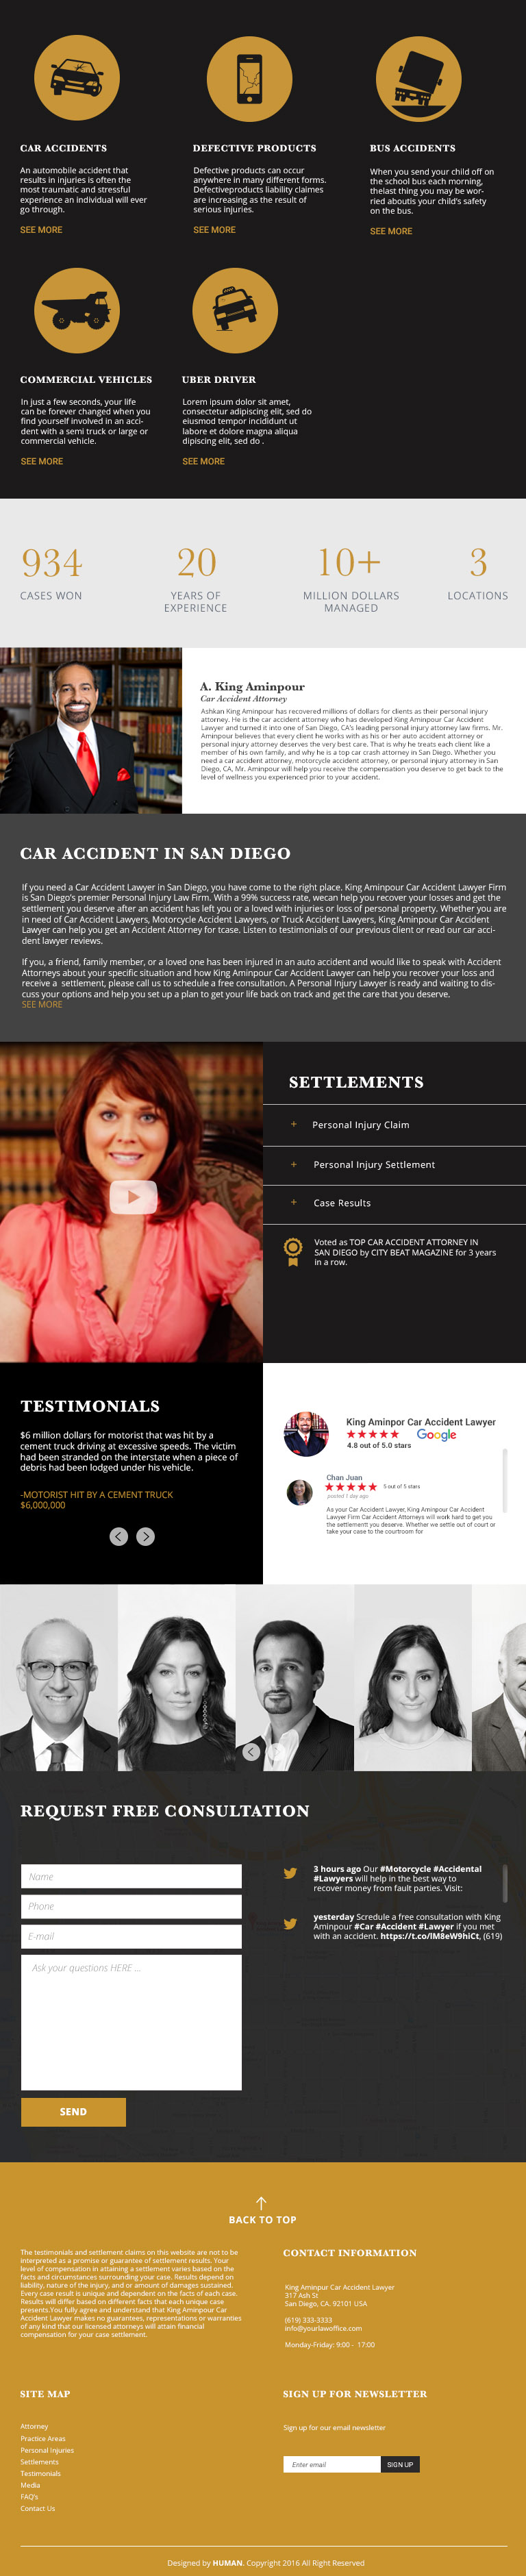 CAR ACCIDENTS
An automobile accident that
results in injuries is often the
most traumatic and stressful
experience an individual will ever
go through.
SEE MORE
DEFECTIVE PRODUCTS
Defective products can occur
anywhere in many different forms.
Defectiveproducts liability claimes
are increasing as the result of
serious injuries.
SEE MORE
BUS ACCIDENTS
When you send your child off on
the school bus each morning,
thelast thing you may be wor-
ried aboutis your child's safety
on the bus.
SEE MORE
COMMERCIAL VEHICLES
In just a few seconds, your life
can be forever changed when you
find yourself involved in an acci-
dent with a semi truck or large or
commercial vehicle.
SEE MORE
UBER DRIVER
Lorem ipsum dolor sit amet,
consectetur adipiscing elit, sed do
eiusmod tempor incididunt ut
labore et dolore magna aliqua
dipiscing elit, sed do .
SEE MORE
934
CASES WON
20
YEARS OF
EXPERIENCE
10+
MILLION DOLLARS
MANAGED
3
LOCATIONS
A. King Aminpour
Car Accident Attorney
Ashkan King Aminpour has recovered millions of dollars for clients as their personal injury
attorney. He is the car accident attorney who has developed King Aminpour Car Accident
Lawyer and turned it into one of San Diego, CA's leading personal injury attorney law firms. Mr.
Aminpour believes that every client he works with as his or her auto accident attorney or
personal injury attorney deserves the very best care. That is why he treats each client like a
member of his own family, and why he is a top car crash attorney in San Diego. Whether you
need a car accident attorney, motorcycle accident attorney, or personal injury attorney in San
Diego, CA, Mr. Aminpour will help you receive the compensation you deserve to get back to the
level of wellness you experienced prior to your accident.
CAR ACCIDENT IN SAN DIEGO
If you need a Car Accident Lawyer in San Diego, you have come to the right place. King Aminpour Car Accident Lawyer Firm
is San Diego's premier Personal Injury Law Firm. With a 99% success rate, wecan help you recover your losses and get the
settlement you deserve after an accident has left you or a loved with injuries or loss of personal property. Whether you are
in need of Car Accident Lawyers, Motorcyle Accident Lawyers, or Truck Accident Lawyers, King Aminpour Car Accident
Lawyer can help you get an Accident Attorney for tcase. Listen to testimonials of our previous client or read our car acci-
dent lawyer reviews.
If you, a friend, family member, or a loved one has been injured in an auto accident and would like to speak with Accident
Attorneys about your specific situation and how King Aminpour Car Accident Lawyer can help you recover your loss and
receive a settlement, please call us to schedule a free consultation. A Personal Injury Lawyer is ready and waiting to dis-
cuss your options and help you set up a plan to get your life back on track and get the care that you deserve.
SEE MORE
SETTLEMENTS
+ Personal Injury Claim
+ Personal Injury Settlement
+ Case Results
Voted as TOP CAR ACCIDENT ATTORNEY IN
SAN DIEGO by CITY BEAT MAGAZINE for 3 years
in a row.
TESTIMONIALS
$6 million dollars for motorist that was hit by a
cement truck driving at excessive speeds. The victim
had been stranded on the interstate when a piece of
debris had been lodged under his vehicle.
-MOTORIST HIT BY A CEMENT TRUCK
$6,000,000
King Aminpor Car Accident Lawyer
Google
4.8 out of 5.0 stars
Chan Juan
5 out of 5 stars
posted 1 day ago
As your Car Accident Lawyer, King Aminpour Car Accident
Lawyer Firm Car Accident Attorneys will work hard to get you
the settlementt you deserve. Whether we settle out of court or
take your case to the courtroom for
REQUEST FREE CONSULTATION
Name
Phone
E-mail
Ask your questions HERE ...
SEND
3 hours ago Our #Motorcycle #Accidental
#Lawyers will help in the best way to
recover money from fault parties. Visit:
yesterday Scredule a free consultation with King
Aminpour #Car #Accident #Lawyer if you met
with an accident. https://t.co/IM8eW9hiCt, (619)
BACK TO TOP
The testimonials and settlement claims on this website are not to be
interpreted as a promise or guarantee of settlement results. Your
level of compensation in attaining a settlement varies based on the
facts and circumstances surrounding your case. Results depend on
liability, nature of the injury, and or amount of damages sustained.
Every case result is unique and dependent on the facts of each case.
Results will differ based on different facts that each unique case
presents.You fully agree and understand that King Aminpour Car
Accident Lawyer makes no guarantees, representations or warranties
of any kind that our licensed attorneys will attain financial
compensation for your case settlement.
CONTACT INFORMATION
King Aminpur Car Accident Lawyer
317 Ash St
San Diego, CA, 92101 USA
(619) 333-3333
info@yourlawoffice.com
Monday-Friday: 9:00 - 17:00
SITE MAP
Attorney
Practice Areas
Personal Injuries
Settlements
Testimonials
Media
FAQ's
Contact Us
SIGN UP FOR NEWSLETTER
Sign up for our email newsletter
Enter email
SIGN UP
Designed by HUMAN. Copyright 2016 All Right Reserved